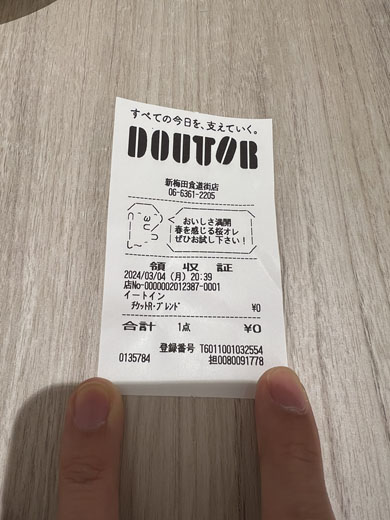 すべての今日を、支えていく。
DOUTOR
新梅田食道街店
06-6361-2205
おいしさ満開
春を感じる桜オレ
ぜひお試し下さい！
領収証
2024/03/04 (月) 20:39
店No-0000002012387-0001
イートイン
ﾁｹｯﾄR･ﾌﾞﾚﾝﾄﾞ ¥0
合計 1点 ¥0
登録番号 T6011001032554
0135784 担0080091778